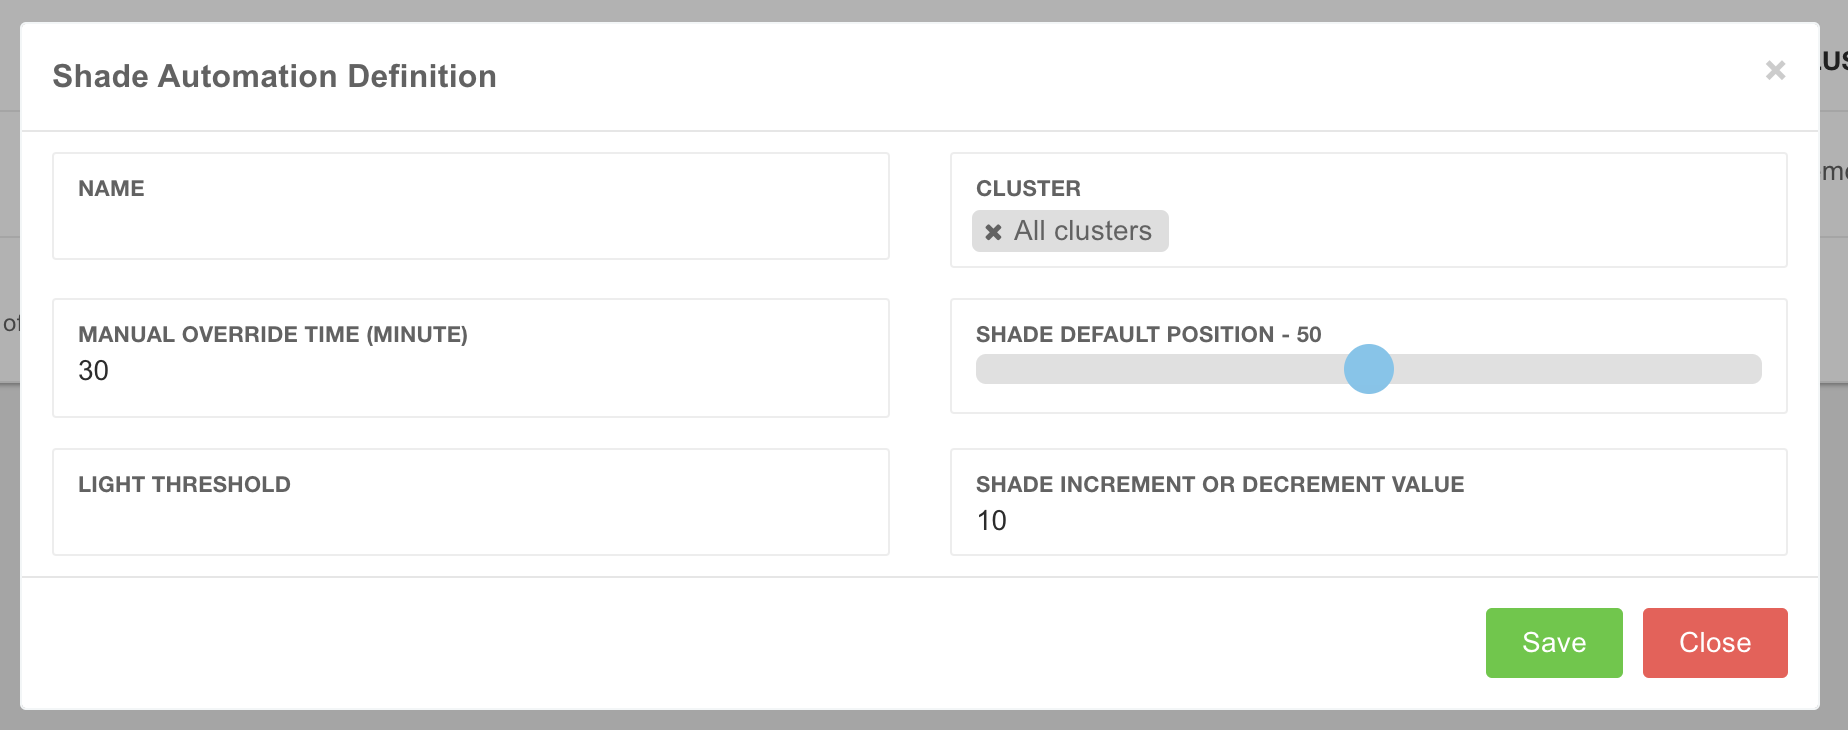 Shade Automation Definition
NAME
CLUSTER
All clusters
MANUAL OVERRIDE TIME (MINUTE)
30
SHADE DEFAULT POSITION - 50
LIGHT THRESHOLD
SHADE INCREMENT OR DECREMENT VALUE
10
Save
Close